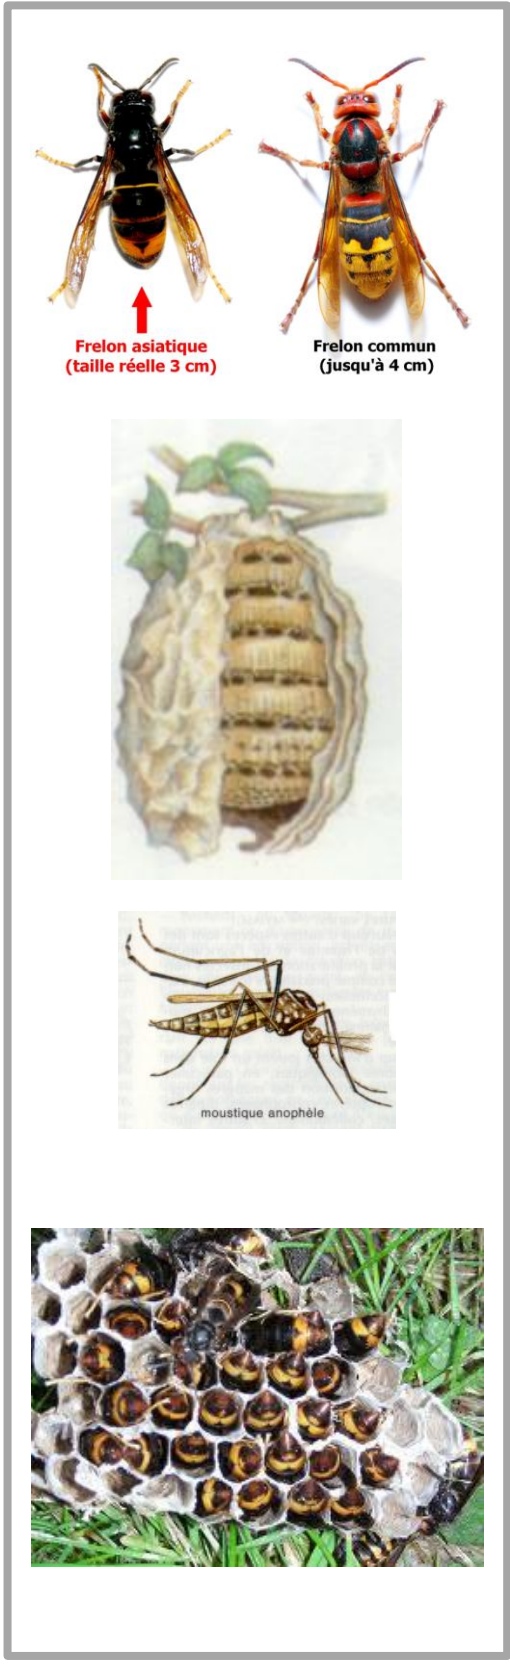 Frelon asiatique
(taille réelle 3 cm)
Frelon commun
(jusqu'à 4 cm)
moustique anophèle